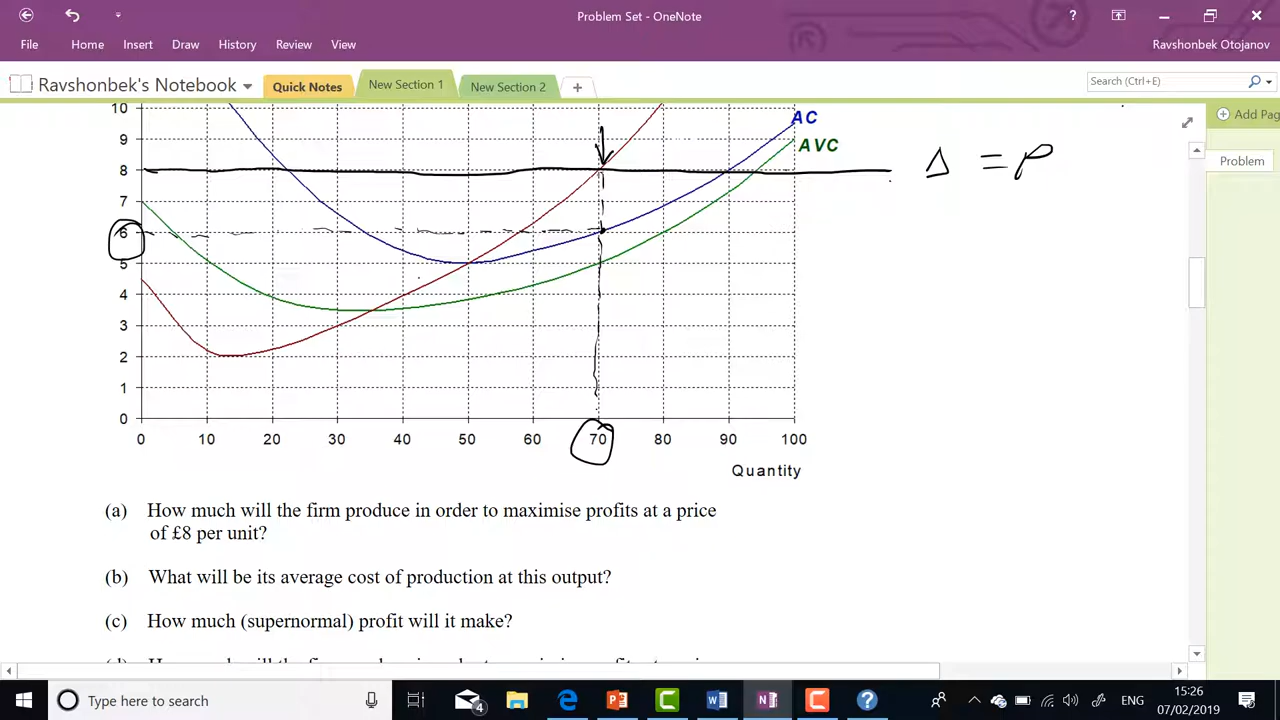 Problem Set - OneNote
?
File Home Insert Draw History Review View
Ravshonbek Otojanov
Ravshonbek's Notebook
Quick Notes
New Section 1
New Section 2
+
Search (Ctrl+E)
Add Pag
Problem
10
9
8
7
6
5
4
3
2
1
0
AC
AVC
Δ = P
0 10 20 30 40 50 60 70 80 90 100
Quantity
(a) How much will the firm produce in order to maximise profits at a price
of £8 per unit?
(b) What will be its average cost of production at this output?
(c) How much (supernormal) profit will it make?
Type here to search
4
ENG
15:26
07/02/2019